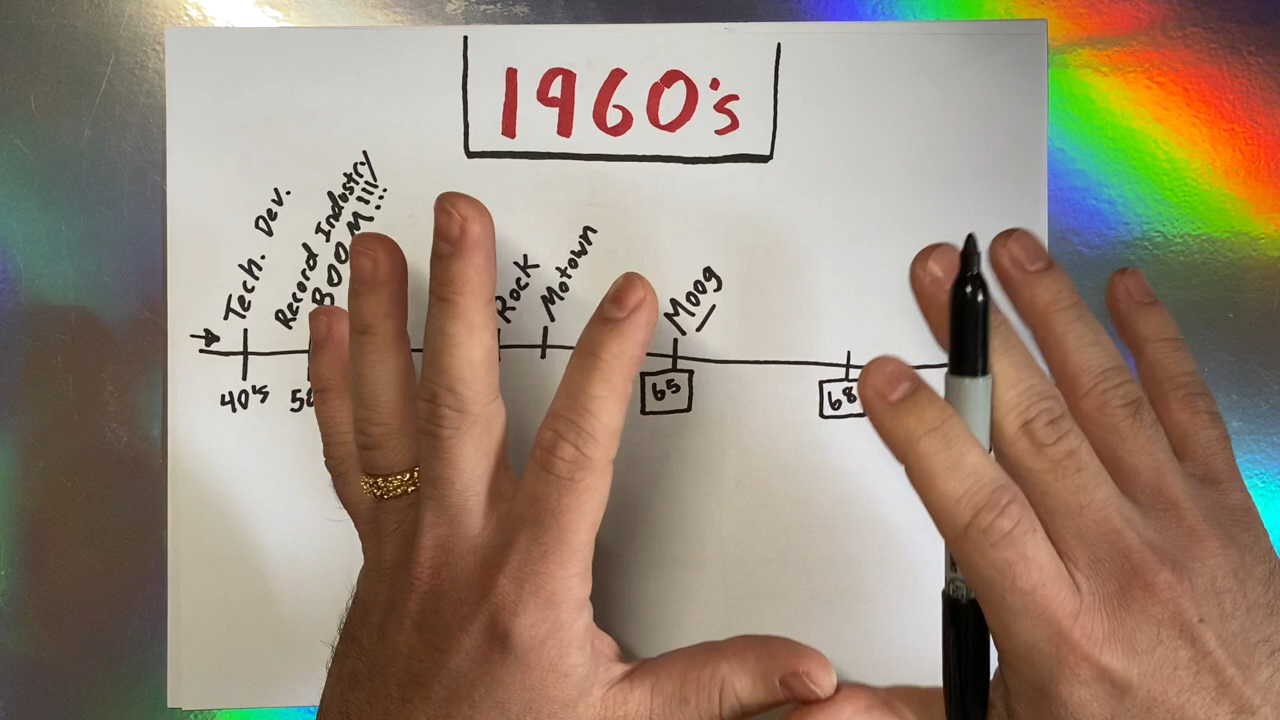 1960's
Tech. Dev.
Record Industry
BOOM!!!
Rock
Motown
Moog
40's
65
68